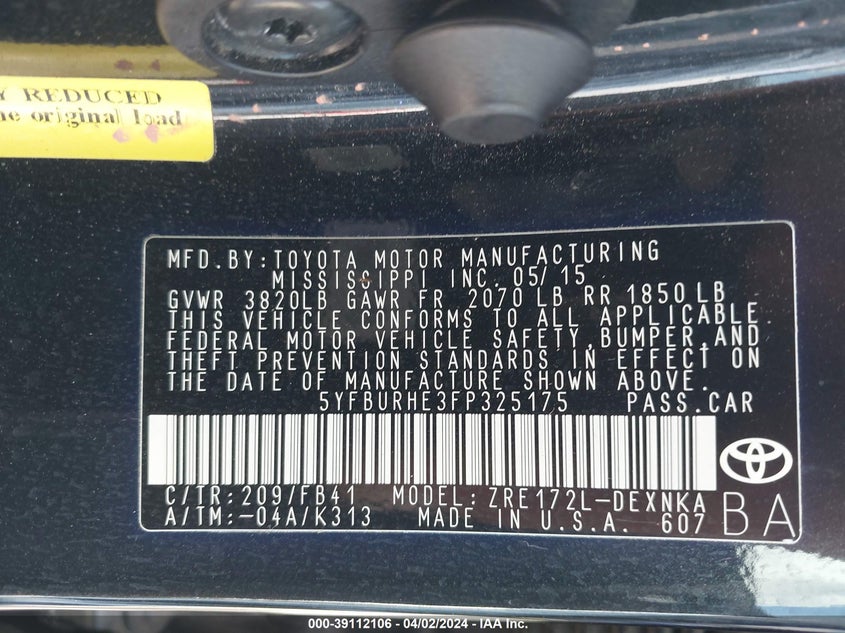 Y REDUCED
he original load
MFD. BY: TOYOTA MOTOR MANUFACTURING
MISSISSIPPI INC. 05/15
GVWR 3820LB GAWR FR 2070 LB RR 1850 LB
THIS VEHICLE CONFORMS TO ALL APPLICABLE
FEDERAL MOTOR VEHICLE SAFETY, BUMPER, AND
THEFT PREVENTION STANDARDS IN EFFECT ON
THE DATE OF MANUFACTURE SHOWN ABOVE.
5YFBURHE3FP325175 PASS. CAR
C/TR: 209/FB41 MODEL: ZRE172L-DEXNKA
A/TM: -04A/K313 MADE IN U.S.A. 607
BA
000-39112106 - 04/02/2024 - IAA Inc.